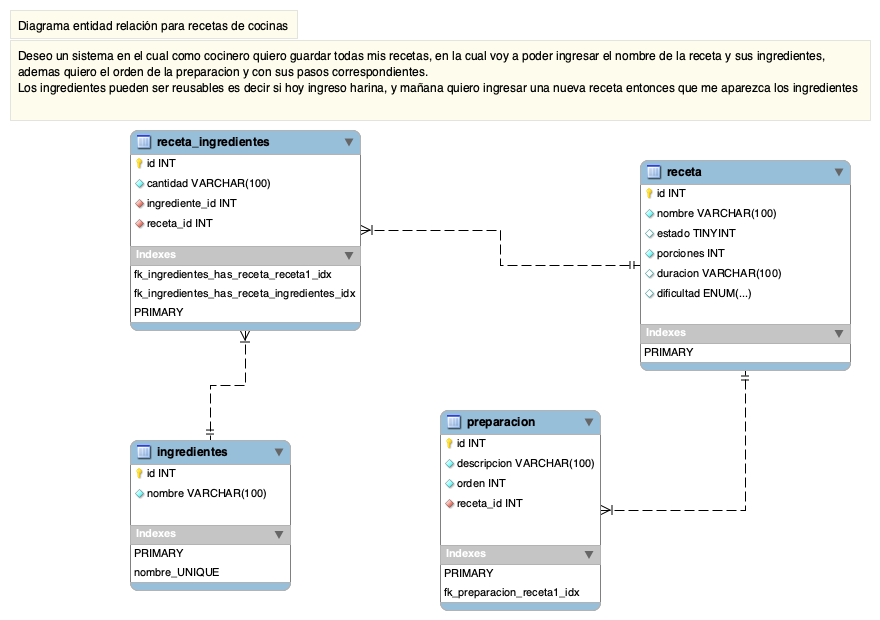 Diagrama entidad relación para recetas de cocinas
Deseo un sistema en el cual como cocinero quiero guardar todas mis recetas, en la cual voy a poder ingresar el nombre de la receta y sus ingredientes,
ademas quiero el orden de la preparacion y con sus pasos correspondientes.
Los ingredientes pueden ser reusables es decir si hoy ingreso harina, y mañana quiero ingresar una nueva receta entonces que me aparezca los ingredientes
receta_ingredientes
id INT
cantidad VARCHAR(100)
ingrediente_id INT
receta_id INT
Indexes
fk_ingredientes_has_receta_receta1_idx
fk_ingredientes_has_receta_ingredientes_idx
PRIMARY
receta
id INT
nombre VARCHAR(100)
estado TINYINT
porciones INT
duracion VARCHAR(100)
dificultad ENUM(...)
Indexes
PRIMARY
ingredientes
id INT
nombre VARCHAR(100)
Indexes
PRIMARY
nombre_UNIQUE
preparacion
id INT
descripcion VARCHAR(100)
orden INT
receta_id INT
Indexes
PRIMARY
fk_preparacion_receta1_idx